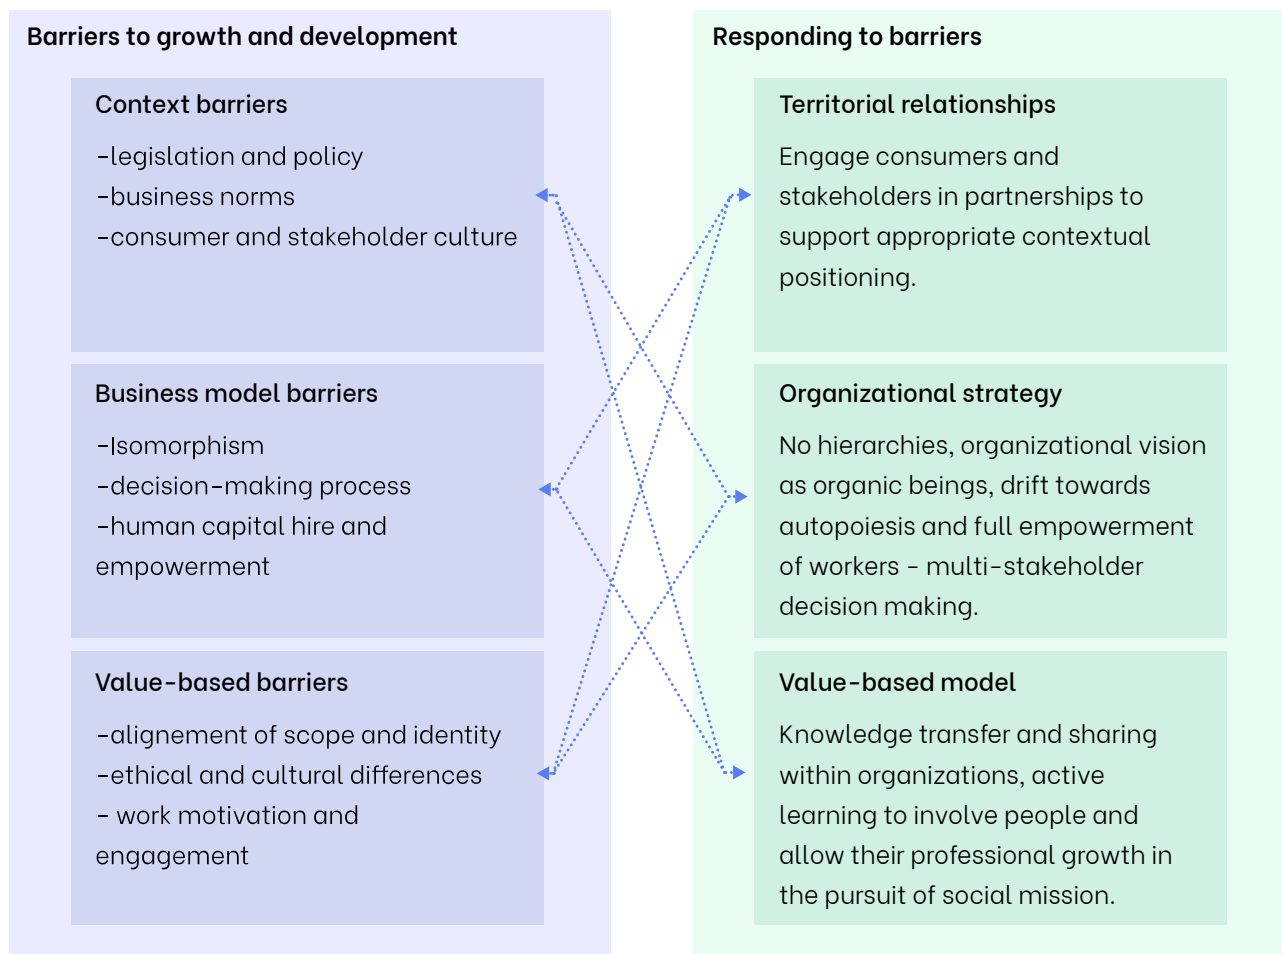 Barriers to growth and development
Context barriers
-legislation and policy
-business norms
-consumer and stakeholder culture
Business model barriers
-Isomorphism
-decision-making process
-human capital hire and
empowerment
Value-based barriers
-alignement of scope and identity
-ethical and cultural differences
- work motivation and
engagement
Responding to barriers
Territorial relationships
Engage consumers and
stakeholders in partnerships to
support appropriate contextual
positioning.
Organizational strategy
No hierarchies, organizational vision
as organic beings, drift towards
autopoiesis and full empowerment
of workers - multi-stakeholder
decision making.
Value-based model
Knowledge transfer and sharing
within organizations, active
learning to involve people and
allow their professional growth in
the pursuit of social mission.